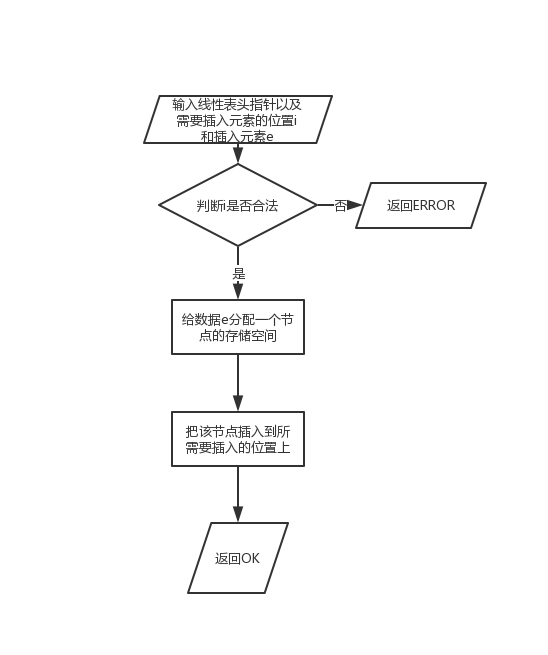 输入线性表头指针以及
需要插入元素的位置i
和插入元素e
判断i是否合法
否
返回ERROR
是
给数据e分配一个节
点的存储空间
把该节点插入到所
需要插入的位置上
返回OK